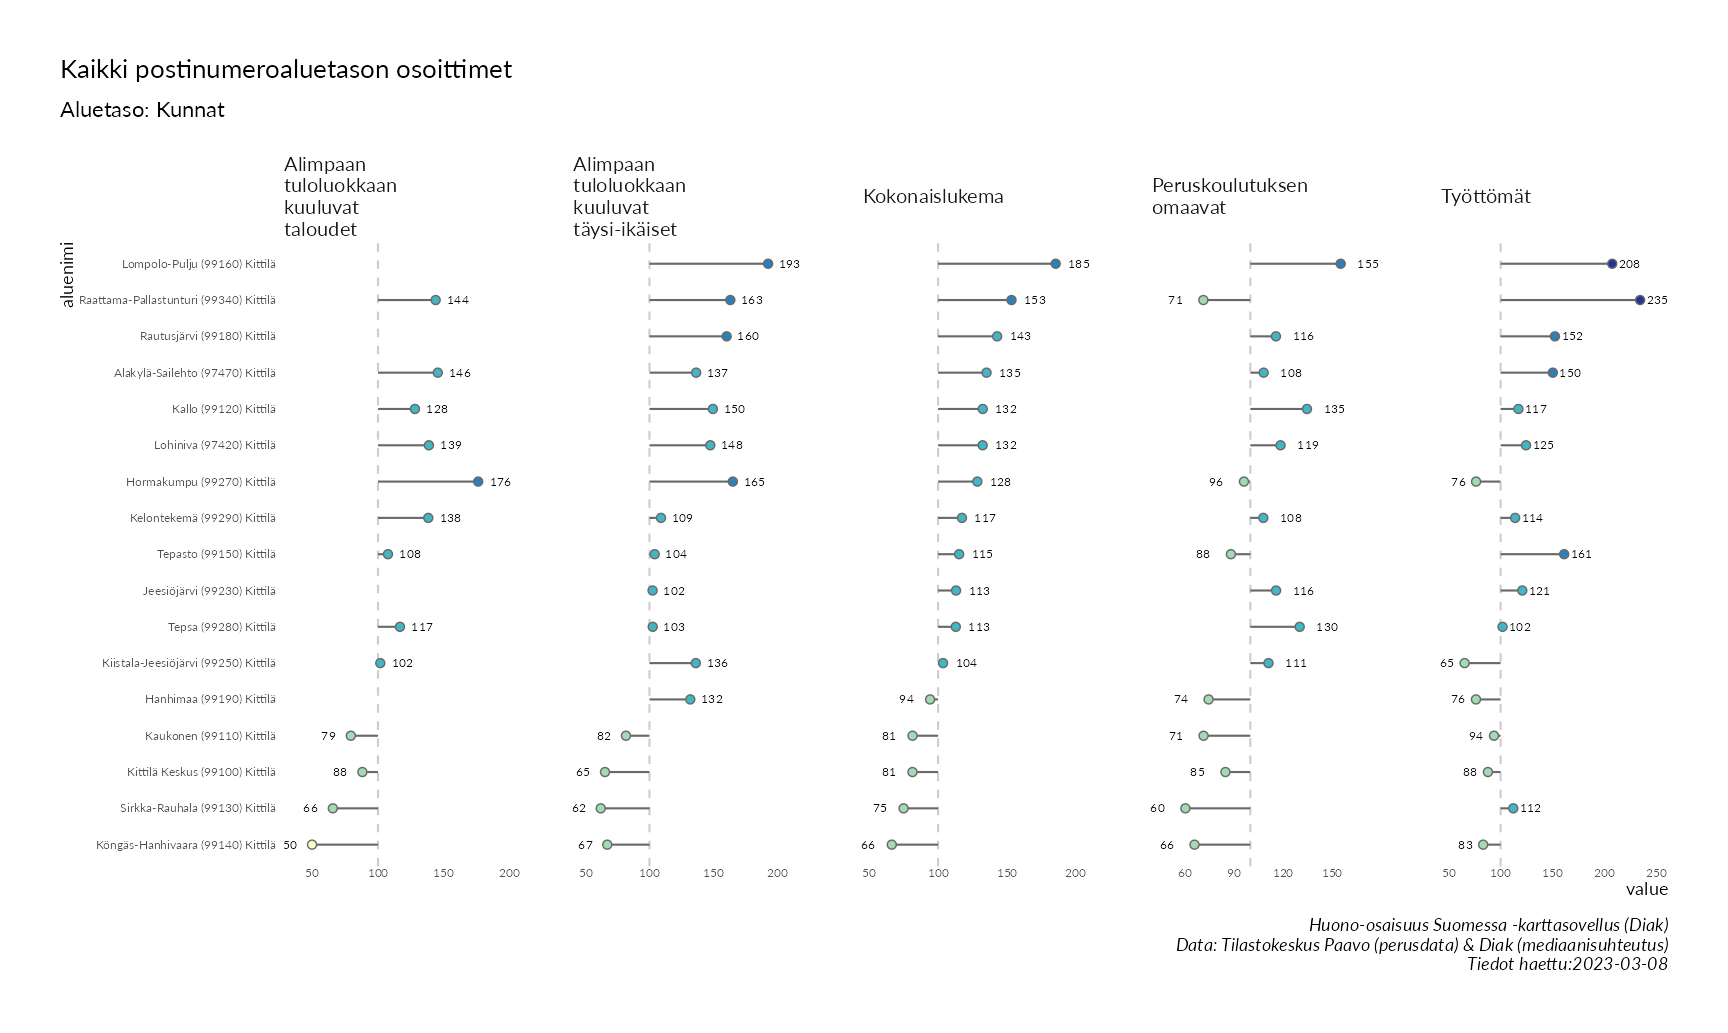 Kaikki postinumeroaluetason osoittimet
Aluetaso: Kunnat
Alimpaan
tuloluokkaan
kuuluvat
taloudet
Alimpaan
tuloluokkaan
kuuluvat
täysi-ikäiset
Kokonaislukema
Peruskoulutuksen
omaavat
Työttömät
aluenimi
Lompolo-Pulju (99160) Kittilä 193 185 155 208
Raattama-Pallastunturi (99340) Kittilä 144 163 153 71 235
Rautusjärvi (99180) Kittilä 160 143 116 152
Alakylä-Sailehto (97470) Kittilä 146 137 135 108 150
Kallo (99120) Kittilä 128 150 132 135 117
Lohiniva (97420) Kittilä 139 148 132 119 125
Hormakumpu (99270) Kittilä 176 165 128 96 76
Kelontekemä (99290) Kittilä 138 109 117 108 114
Tepasto (99150) Kittilä 108 104 115 88 161
Jeesiöjärvi (99230) Kittilä 102 113 116 121
Tepsa (99280) Kittilä 117 103 113 130 102
Kiistala-Jeesiöjärvi (99250) Kittilä 102 136 104 111 65
Hanhimaa (99190) Kittilä 132 94 74 76
Kaukonen (99110) Kittilä 79 82 81 71 94
Kittilä Keskus (99100) Kittilä 88 65 81 85 88
Sirkka-Rauhala (99130) Kittilä 66 62 75 60 112
Köngäs-Hanhivaara (99140) Kittilä 50 67 66 66 83
50 100 150 200 50 100 150 200 50 100 150 200 60 90 120 150 50 100 150 200 250
value
Huono-osaisuus Suomessa -karttasovellus (Diak)
Data: Tilastokeskus Paavo (perusdata) & Diak (mediaanisuhteutus)
Tiedot haettu:2023-03-08